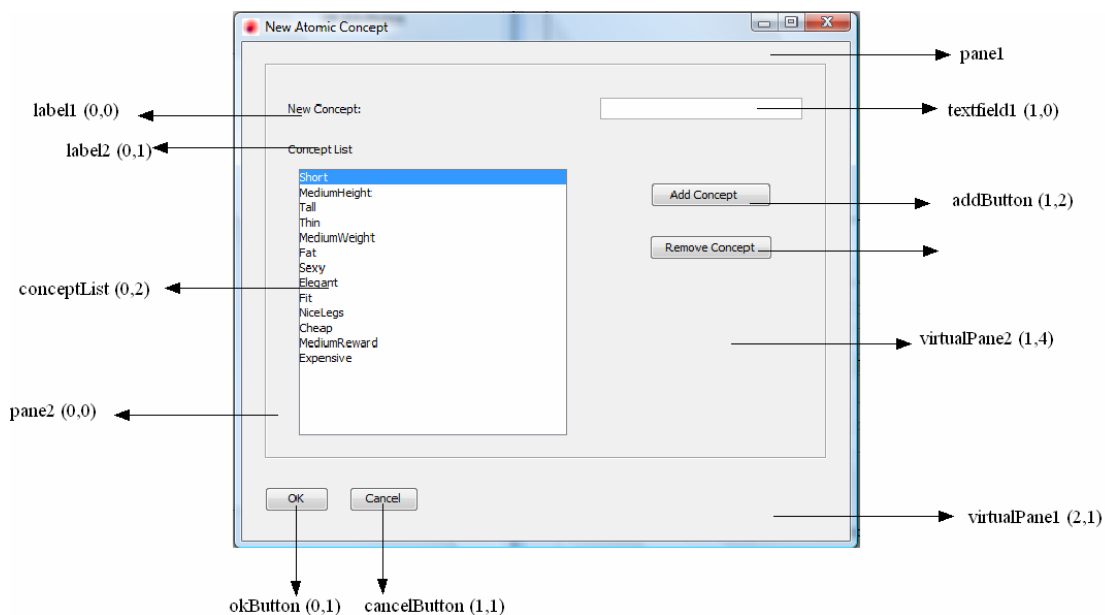 New Atomic Concept
pane1
label1 (0,0)
New Concept:
textfield1 (1,0)
label2 (0,1)
Concept List
Short
MediumHeight
Tall
Thin
MediumWeight
Fat
Sexy
Elegant
Fit
NiceLegs
Cheap
MediumReward
Expensive
Add Concept
addButton (1,2)
Remove Concept
conceptList (0,2)
virtualPane2 (1,4)
pane2 (0,0)
OK
Cancel
virtualPane1 (2,1)
okButton (0,1)
cancelButton (1,1)